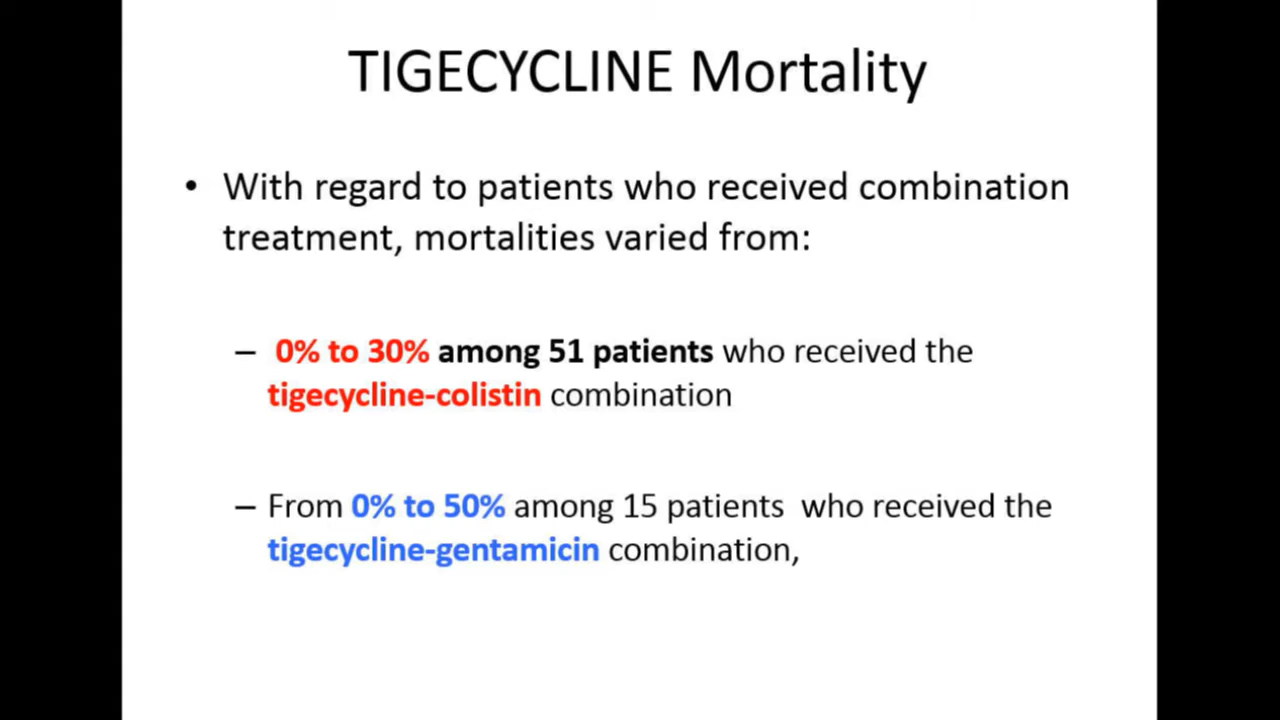 TIGECYCLINE Mortality
• With regard to patients who received combination
treatment, mortalities varied from:
– 0% to 30% among 51 patients who received the
tigecycline-colistin combination
– From 0% to 50% among 15 patients  who received the
tigecycline-gentamicin combination,